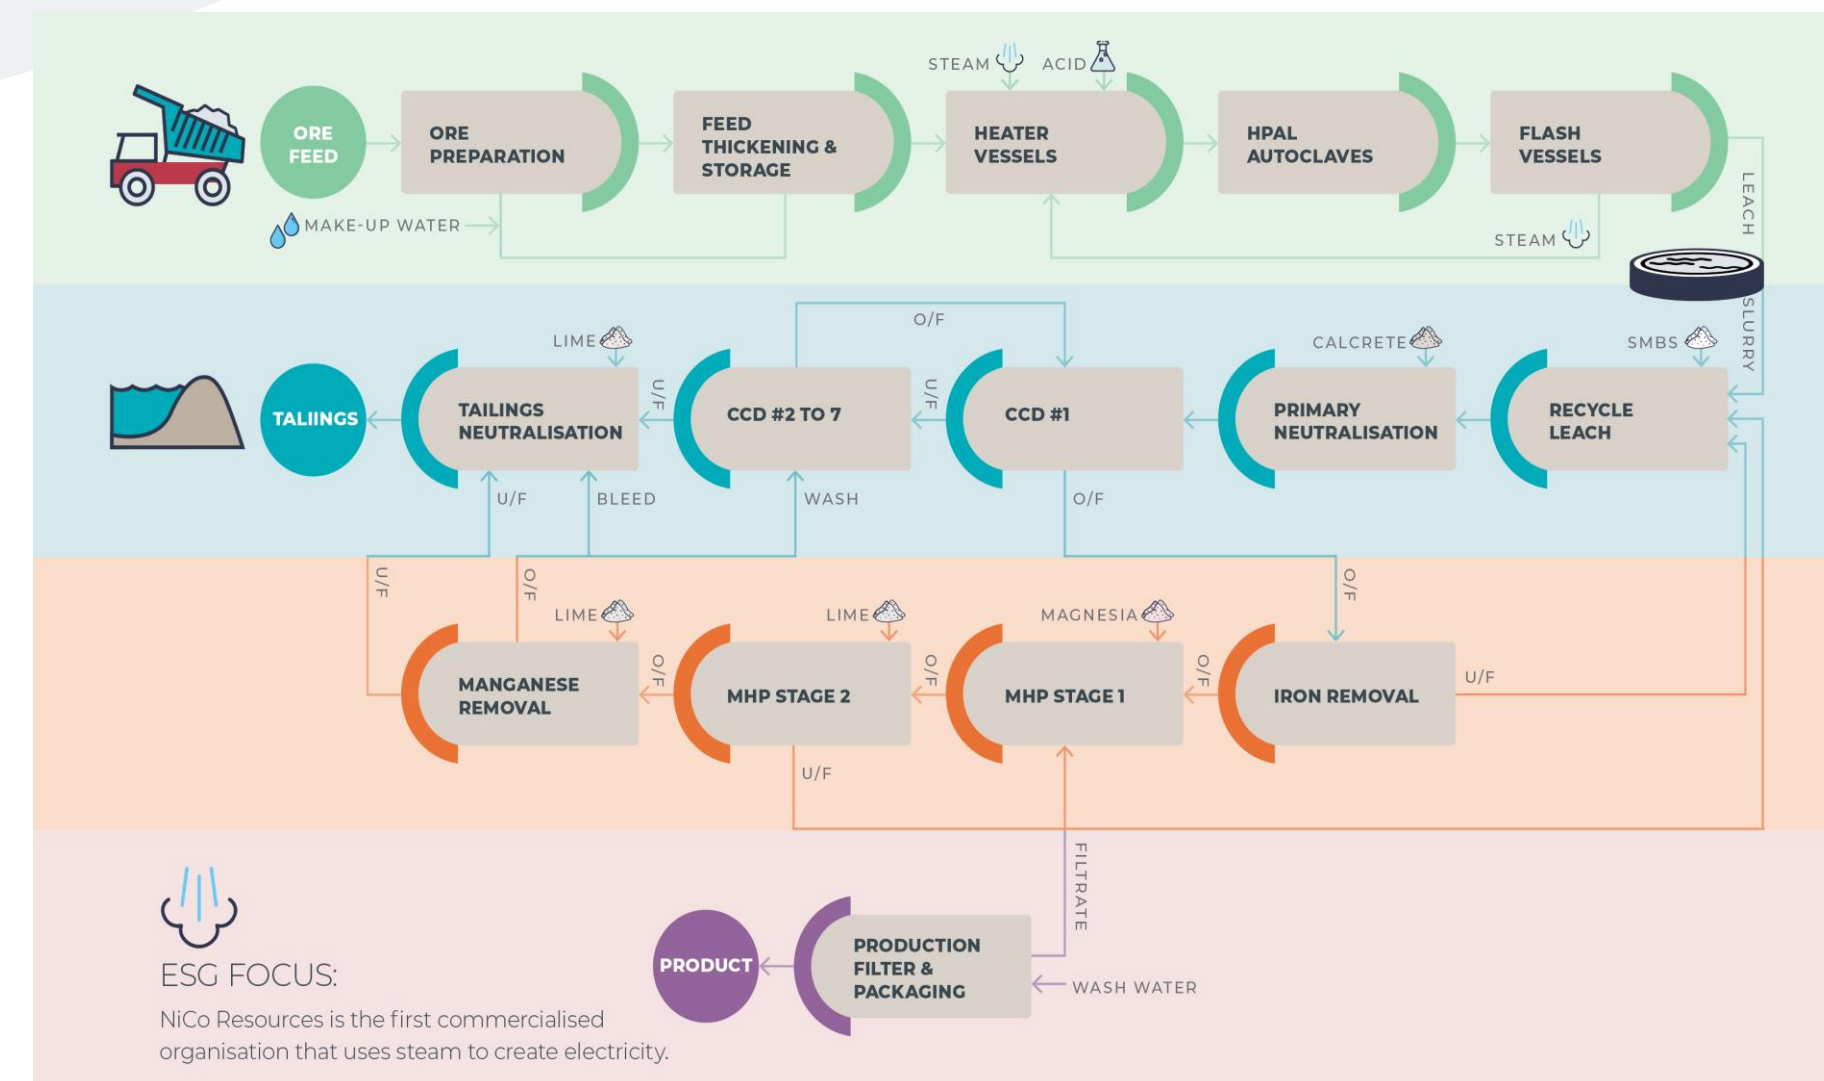 STEAM
ACID
ORE
FEED
ORE
PREPARATION
FEED
THICKENING &
STORAGE
HEATER
VESSELS
HPAL
AUTOCLAVES
FLASH
VESSELS
MAKE-UP WATER
STEAM
LEACH
SLURRY
O/F
LIME
CALCRETE
SMBS
TALIINGS
TAILINGS
NEUTRALISATION
U/F
CCD #2 TO 7
U/F
CCD #1
PRIMARY
NEUTRALISATION
RECYCLE
LEACH
U/F
BLEED
WASH
O/F
U/F
O/F
O/F
LIME
LIME
MAGNESIA
MANGANESE
REMOVAL
O/F
MHP STAGE 2
O/F
MHP STAGE 1
O/F
IRON REMOVAL
U/F
U/F
FILTRATE
PRODUCT
PRODUCTION
FILTER &
PACKAGING
WASH WATER
ESG FOCUS:
NiCo Resources is the first commercialised
organisation that uses steam to create electricity.